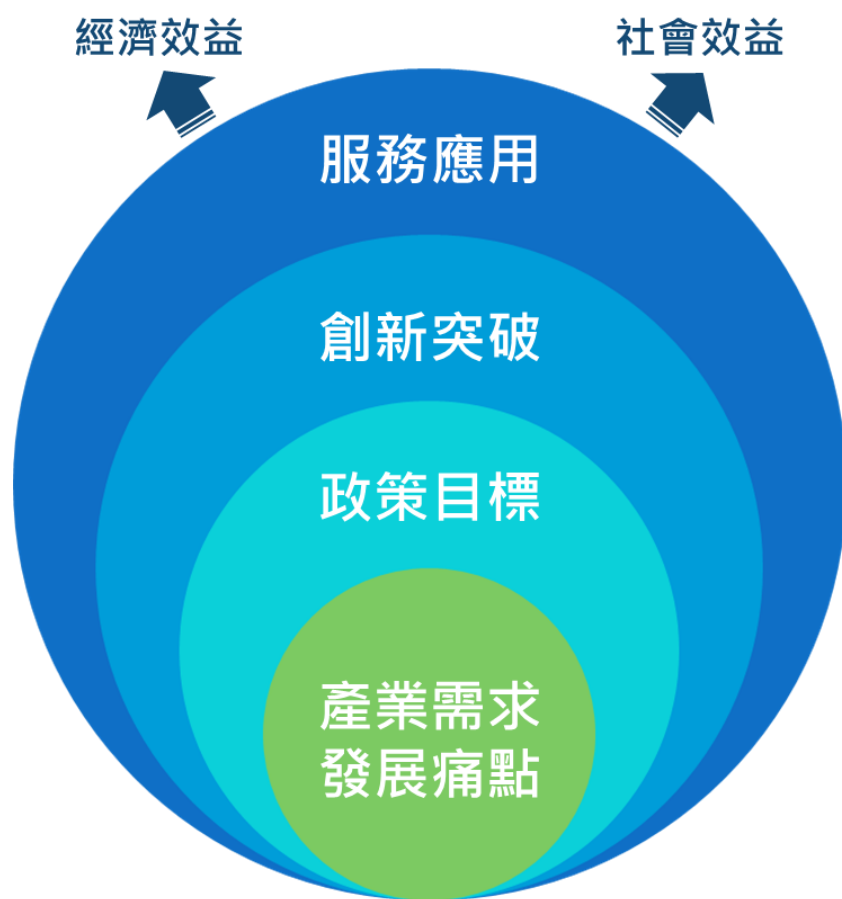 經濟效益
社會效益
服務應用
創新突破
政策目標
產業需求
發展痛點